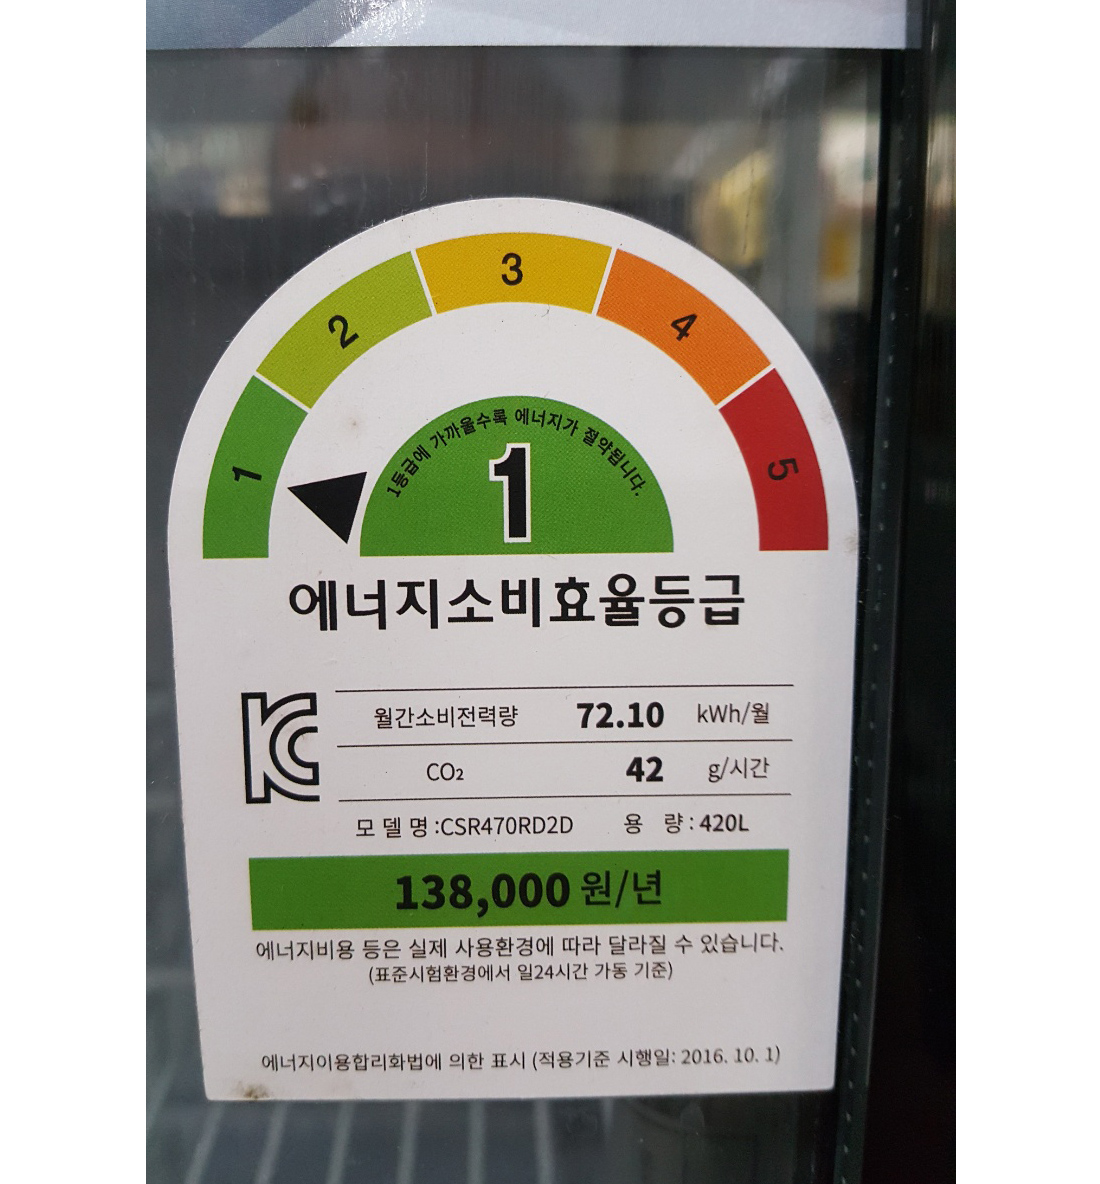 1
2
3
4
5
1등급에 가까울수록 에너지가 절약됩니다.
1
에너지소비효율등급
KC
월간소비전력량 72.10 kWh/월
CO₂ 42 g/시간
모 델 명 :CSR470RD2D 용 량 : 420L
138,000 원/년
에너지비용 등은 실제 사용환경에 따라 달라질 수 있습니다.
(표준시험환경에서 일24시간 가동 기준)
에너지이용합리화법에 의한 표시 (적용기준 시행일: 2016. 10. 1)